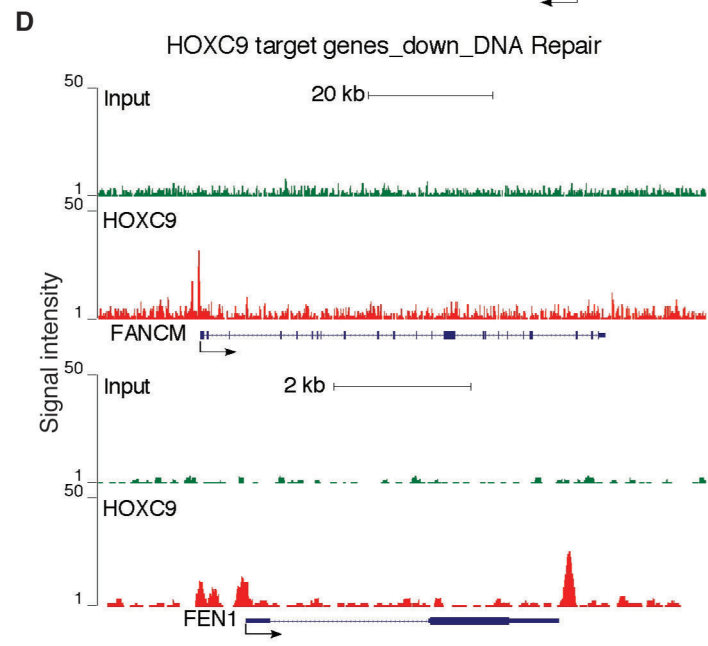 D
HOXC9 target genes_down_DNA Repair
Signal intensity
50
Input
20 kb
1
50
HOXC9
1
FANCM
50
Input
2 kb
1
50
HOXC9
1
FEN1